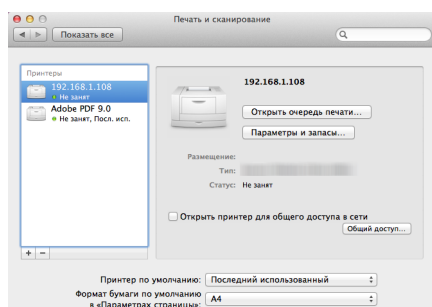 Печать и сканирование
Показать все
Принтеры
192.168.1.108
Не занят
Adobe PDF 9.0
Не занят, Посл. исп.
192.168.1.108
Открыть очередь печати...
Параметры и запасы...
Размещение:
Тип:
Статус: Не занят
Открыть принтер для общего доступа в сети
Общий доступ...
+ −
Принтер по умолчанию: Последний использованный
Формат бумаги по умолчанию
в «Параметрах страницы»: A4